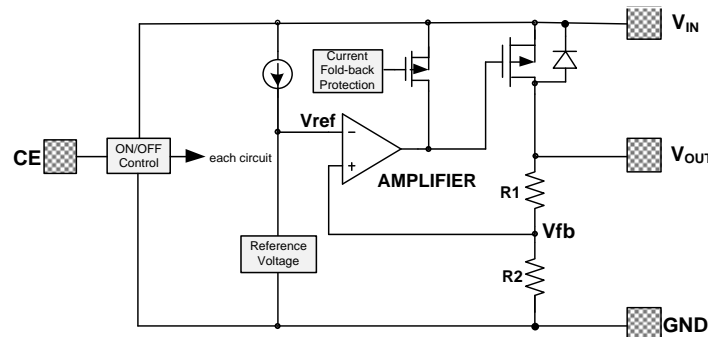 VIN
Current
Fold-back
Protection
Vref
CE
ON/OFF
Control
each circuit
−
+
AMPLIFIER
VOUT
R1
Vfb
Reference
Voltage
R2
GND